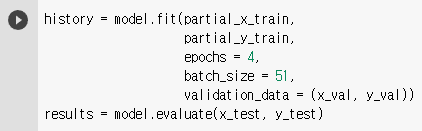 history = model.fit(partial_x_train,
partial_y_train,
epochs = 4,
batch_size = 51,
validation_data = (x_val, y_val))
results = model.evaluate(x_test, y_test)